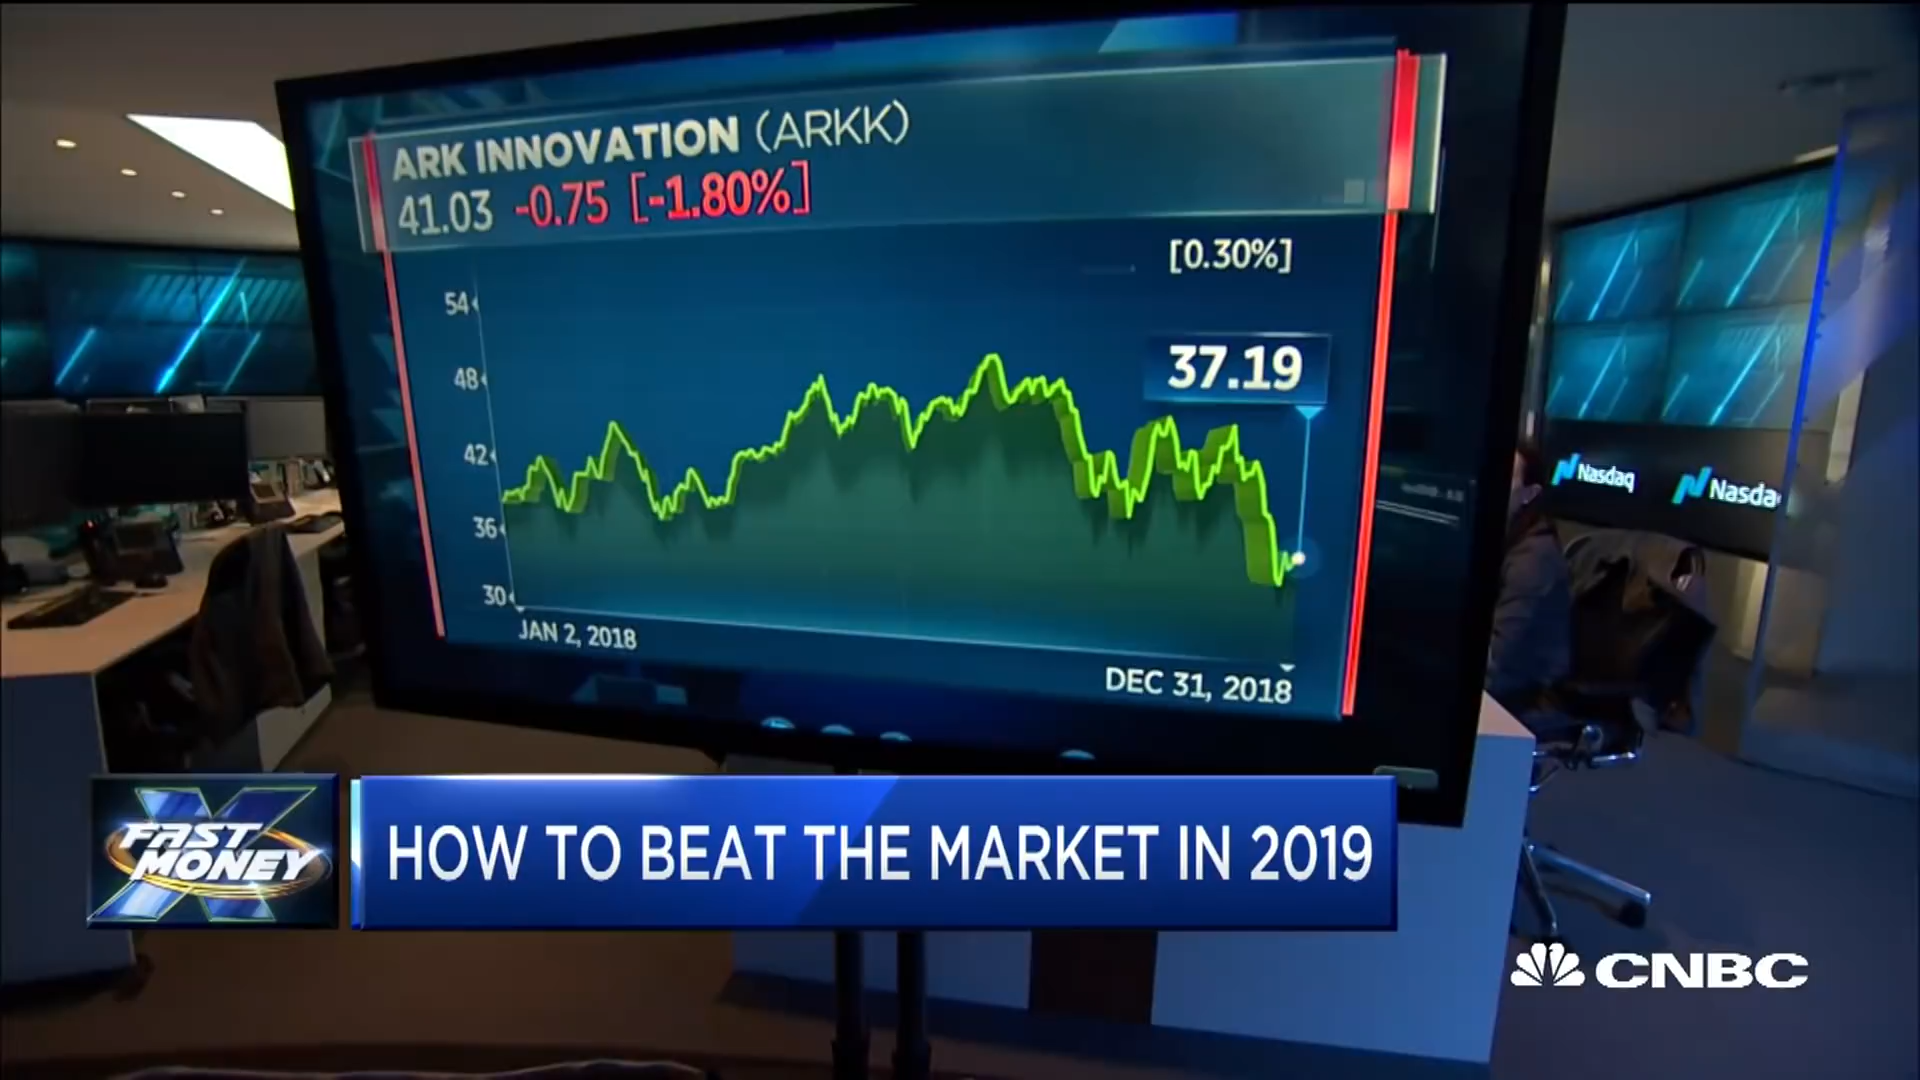 ARK INNOVATION (ARKK)
41.03 -0.75 [-1.80%]
[0.30%]
54
48
42
36
30
37.19
JAN 2, 2018
DEC 31, 2018
Nasdaq
Nasda
FAST
MONEY
HOW TO BEAT THE MARKET IN 2019
CNBC